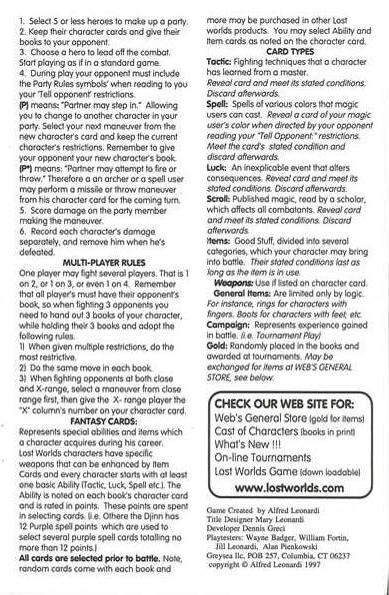 1. Select 5 or less heroes to make up a party.
2. Keep their character cards and give their
books to your opponent.
3. Choose a hero to lead off the combat.
Start playing as if in a standard game.
4. During play your opponent must include
the Party Rules symbols' when reading to you
your 'Tell opponent' restrictions.
(P) means: "Partner may step in." Allowing
you to change to another character in your
party. Select your next maneuver from the
new character's card and keep the current
character's restrictions. Remember to give
your opponent your new character's book.
(P*) means: "Partner may attempt to fire or
throw." Therefore an archer or a spell user
may perform a missile or throw maneuver
from his character card for the coming turn.
5. Score damage on the party member
making the maneuver.
6. Record each character's damage
separately, and remove him when he's
defeated.
MULTI-PLAYER RULES
One player may fight several players. That is 1
on 2, or 1 on 3, or even 1 on 4. Remember
that all player's must have their opponent's
book, so when fighting 3 opponents you
need to hand out 3 books of your character,
while holding their 3 books and adopt the
following rules.
1) When given multiple restrictions, do the
most restrictive.
2) Do the same move in each book.
3) When fighting opponents at both close
and X-range, select a maneuver from close
range first, then give the X- range player the
"X" column's number on your character card.
FANTASY CARDS:
Represents special abilities and items which
a character acquires during his career.
Lost Worlds characters have specific
weapons that can be enhanced by Item
Cards and every character starts with at least
one basic Ability (Tactic, Luck, Spell etc.). The
Ability is noted on each book's character card
and is rated in points. These points are spent
in selecting cards. (i.e. Othere the Djinn has
12 Purple spell points which are used to
select several purple spell cards totalling no
more than 12 points.)
All cards are selected prior to battle. Note,
random cards come with each book and
more may be purchased in other Lost
worlds products. You may select Ability and
Item cards as noted on the character card.
CARD TYPES
Tactic: Fighting techniques that a character
has learned from a master.
Reveal card and meet its stated conditions.
Discard afterwards.
Spell: Spells of various colors that magic
users can cast. Reveal a card of your magic
user's color when directed by your opponent
reading your "Tell Opponent:" restrictions.
Meet the card's stated condition and
discard afterwards.
Luck: An inexplicable event that alters
consequences. Reveal card and meet its
stated conditions. Discard afterwards.
Scroll: Published magic, read by a scholar,
which affects all combatants. Reveal card
and meet its stated conditions. Discard
afterwards.
Items: Good Stuff, divided into several
categories, which your character may bring
into battle. Their stated conditions last as
long as the item is in use.
Weapons: Use if listed on character card.
General Items: Are limited only by logic.
For instance, rings for characters with
fingers. Boots for characters with feet; etc.
Campaign: Represents experience gained
in battle. (i.e. Tournament Play)
Gold: Randomly placed in the books and
awarded at tournaments. May be
exchanged for items at WEB'S GENERAL
STORE, see below.
CHECK OUR WEB SITE FOR:
Web's General Store (gold for items)
Cast of Characters (books in print)
What's New !!!
On-line Tournaments
Lost Worlds Game (down loadable)
www.lostworlds.com
Game Created by Alfred Leonardi
Title Designer Mary Leonardi
Developer Dennis Greci
Playtesters: Wayne Badger, William Fortin,
Jill Leonardi, Alan Pienkowski
Greysea llc, POB 257, Columbia, CT 06237
copyright © Alfred Leonardi 1997